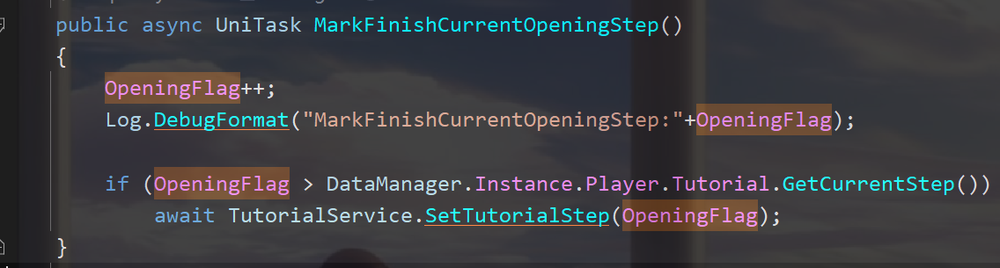 public async UniTask MarkFinishCurrentOpeningStep()
{
OpeningFlag++;
Log.DebugFormat("MarkFinishCurrentOpeningStep:"+OpeningFlag);
if (OpeningFlag > DataManager.Instance.Player.Tutorial.GetCurrentStep())
await TutorialService.SetTutorialStep(OpeningFlag);
}